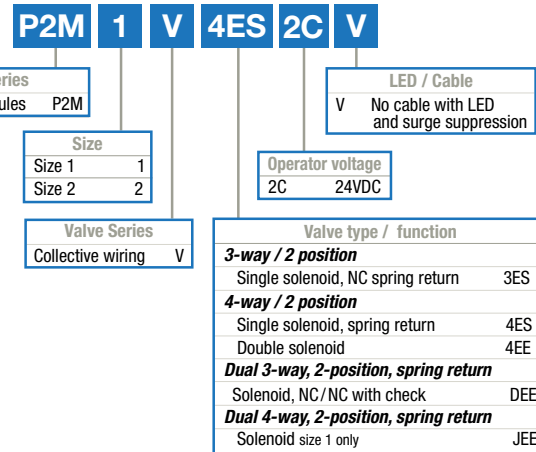 P2M 1 V 4ES 2C V
ules P2M
LED / Cable
V No cable with LED
and surge suppression
Size
Size 1 1
Size 2 2
Operator voltage
2C 24VDC
Valve Series
Collective wiring V
Valve type / function
3-way / 2 position
Single solenoid, NC spring return 3ES
4-way / 2 position
Single solenoid, spring return 4ES
Double solenoid 4EE
Dual 3-way, 2-position, spring return
Solenoid, NC/NC with check DEE
Dual 4-way, 2-position, spring return
Solenoid size 1 only JEE